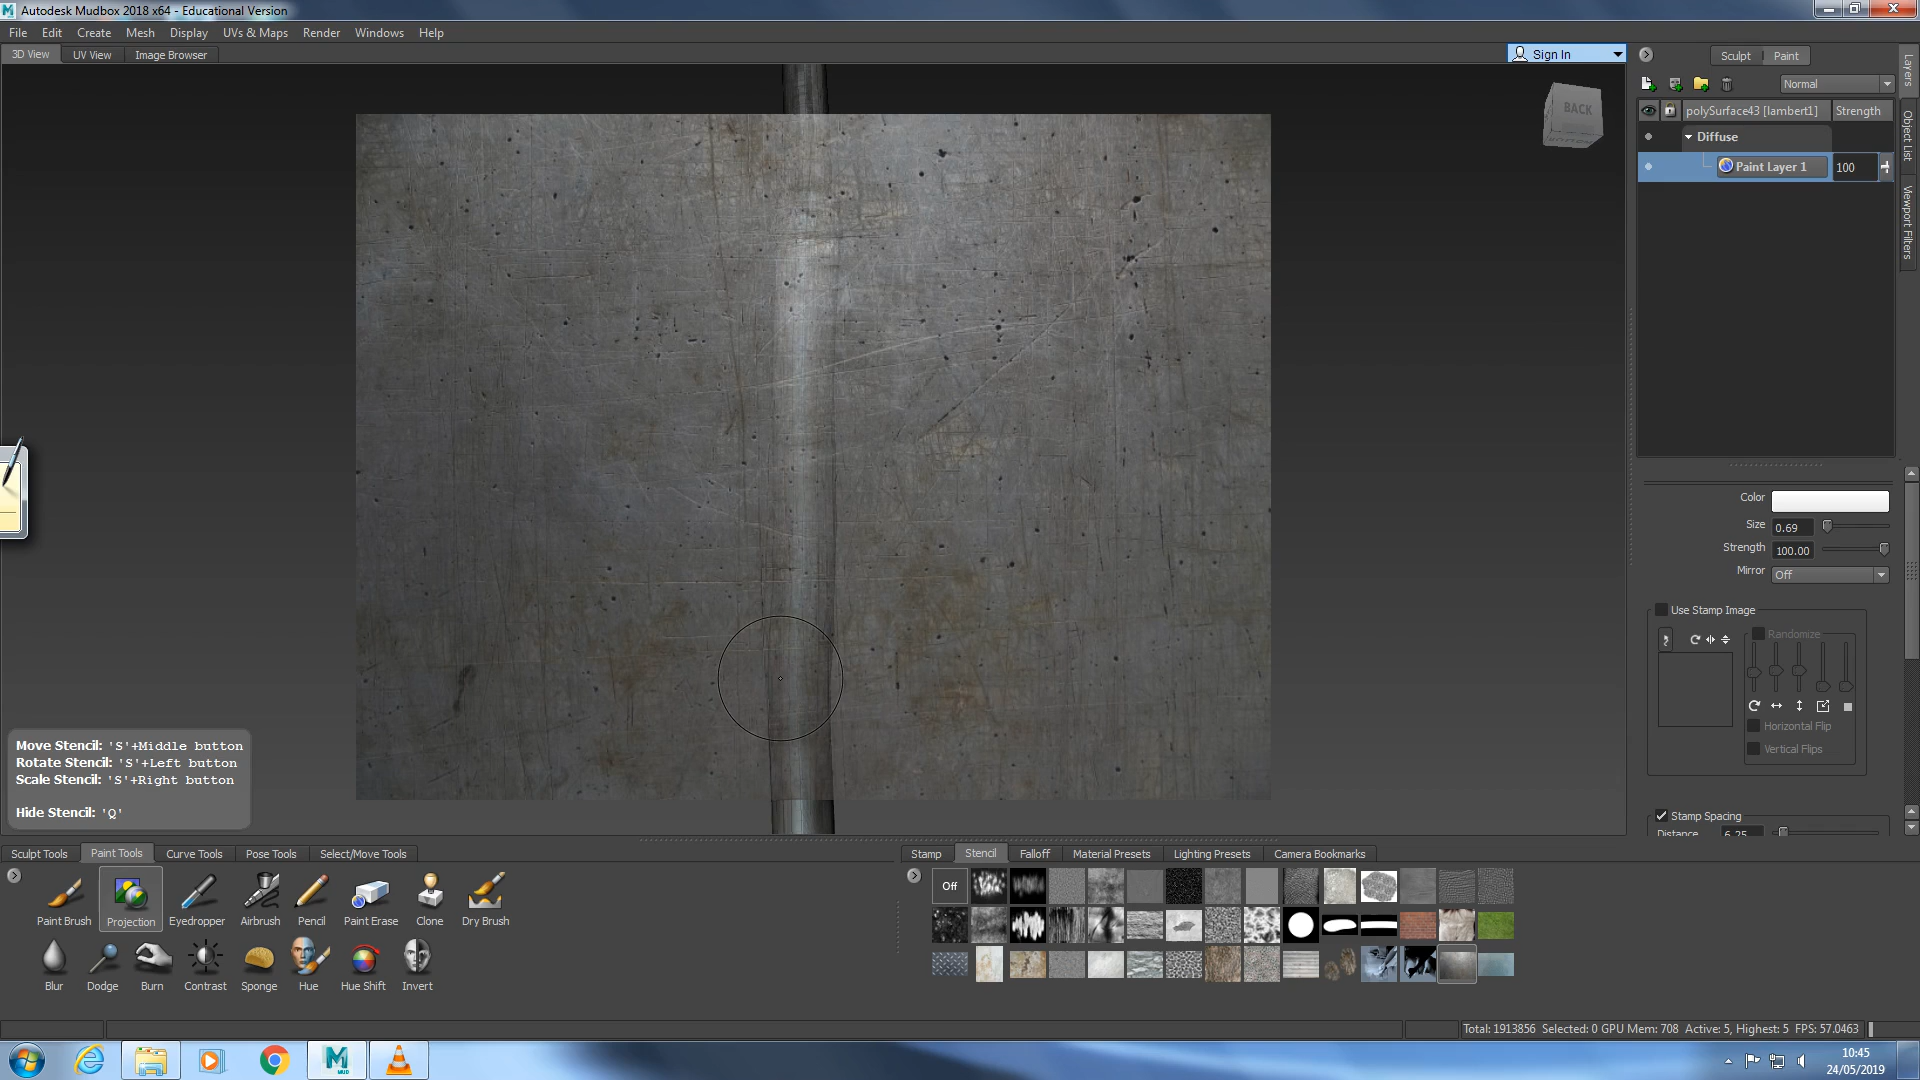 Autodesk Mudbox 2018 x64 - Educational Version
File Edit Create Mesh Display UVs & Maps Render Windows Help
3D View UV View Image Browser
Sign In
Sculpt Paint
Normal
polySurface43 [lambert1] Strength
Diffuse
Paint Layer 1 100
Layers
Object List
Viewport Filters
BACK
Color
Size 0.69
Strength 100.00
Mirror Off
Use Stamp Image
Randomize
Horizontal Flip
Vertical Flips
Stamp Spacing
Distance 6.25
Move Stencil: 'S'+Middle button
Rotate Stencil: 'S'+Left button
Scale Stencil: 'S'+Right button
Hide Stencil: 'Q'
Sculpt Tools Paint Tools Curve Tools Pose Tools Select/Move Tools
Paint Brush Projection Eyedropper Airbrush Pencil Paint Erase Clone Dry Brush
Blur Dodge Burn Contrast Sponge Hue Hue Shift Invert
Stamp Stencil Falloff Material Presets Lighting Presets Camera Bookmarks
Off
Total: 1913856 Selected: 0 GPU Mem: 708 Active: 5, Highest: 5 FPS: 57.0463
MUD
10:45
24/05/2019